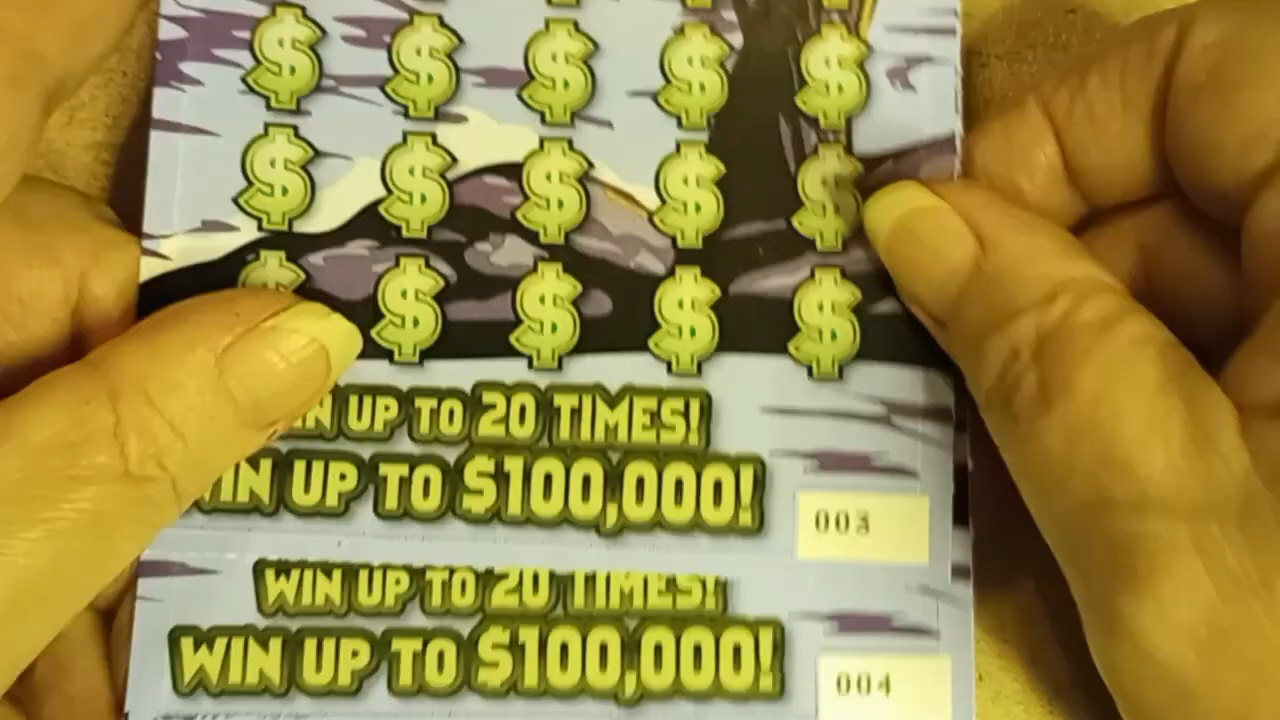 $ $ $ $ $
$ $ $ $ $
$ $ $ $ $
UP TO 20 TIMES!
WIN UP TO $100,000!
003
WIN UP TO 20 TIMES!
WIN UP TO $100,000!
004